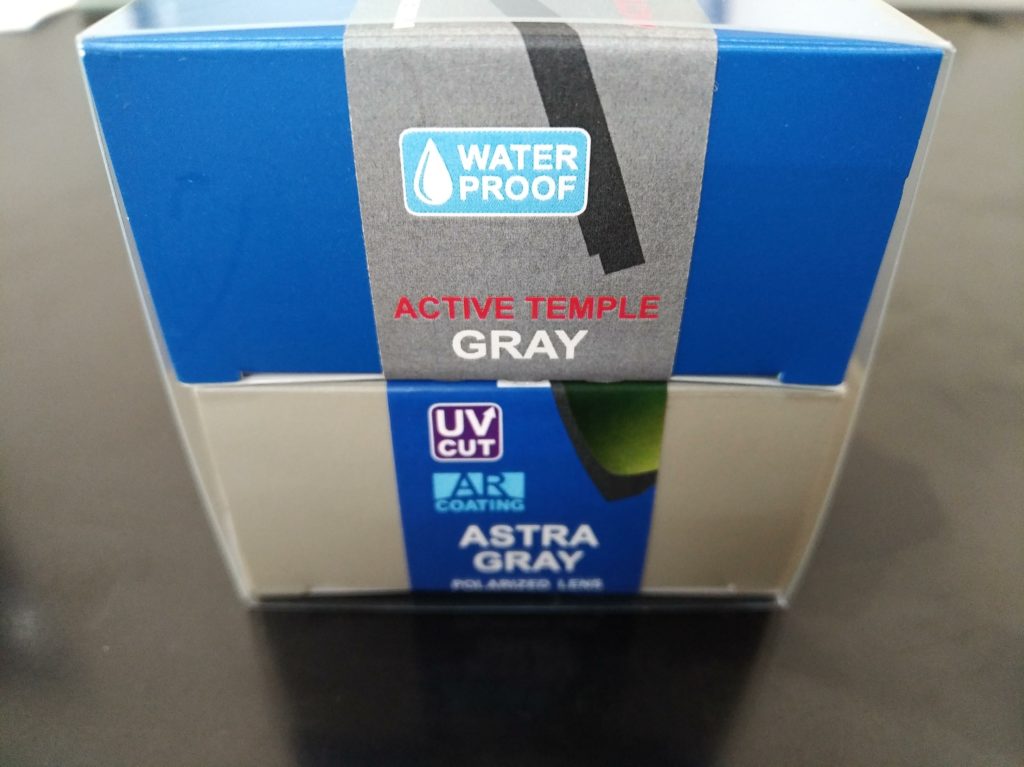 WATER
PROOF
ACTIVE TEMPLE
GRAY
UV
CUT
AR
COATING
ASTRA
GRAY
POLARIZED LENS